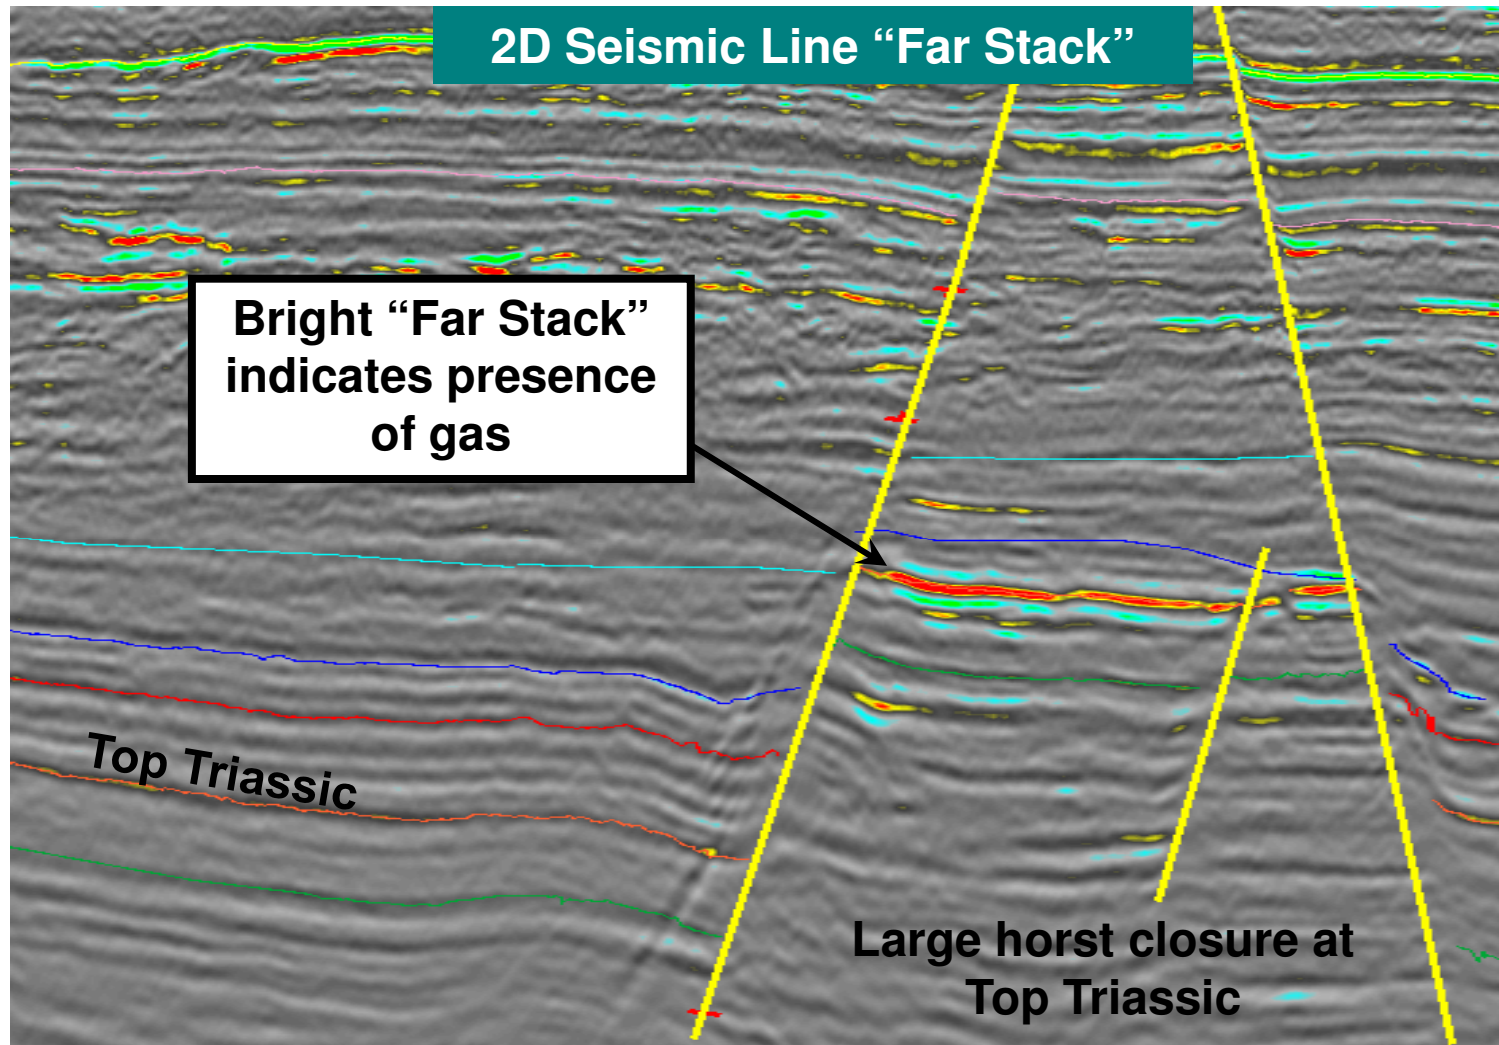 2D Seismic Line “Far Stack”
Bright “Far Stack”
indicates presence
of gas
Top Triassic
Large horst closure at
Top Triassic